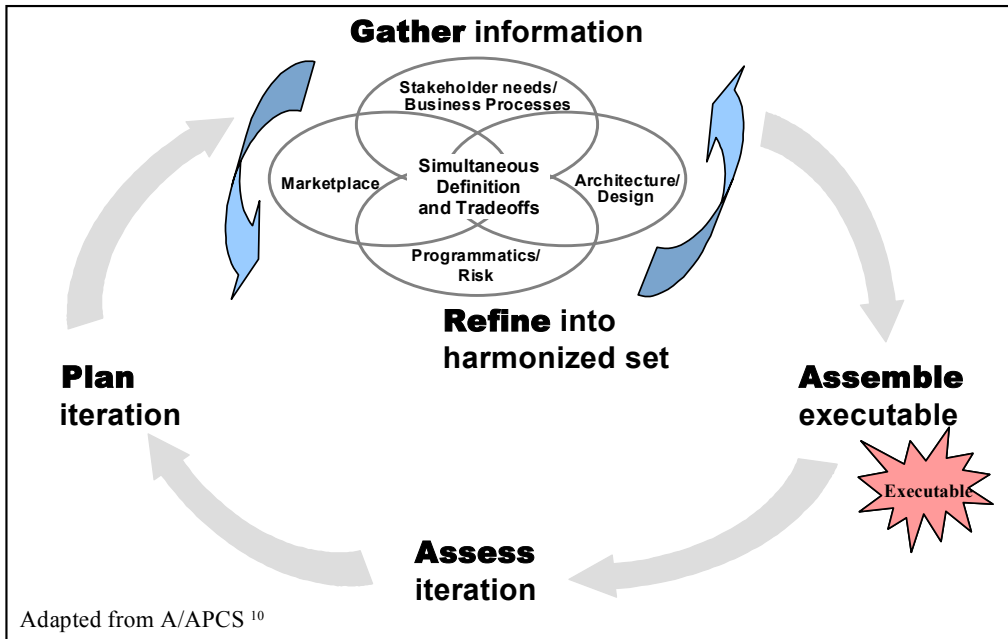 Gather information
Stakeholder needs/
Business Processes
Marketplace
Simultaneous
Definition
and Tradeoffs
Architecture/
Design
Programmatics/
Risk
Refine into
harmonized set
Plan
iteration
Assemble
executable
Executable
Assess
iteration
Adapted from A/APCS 10